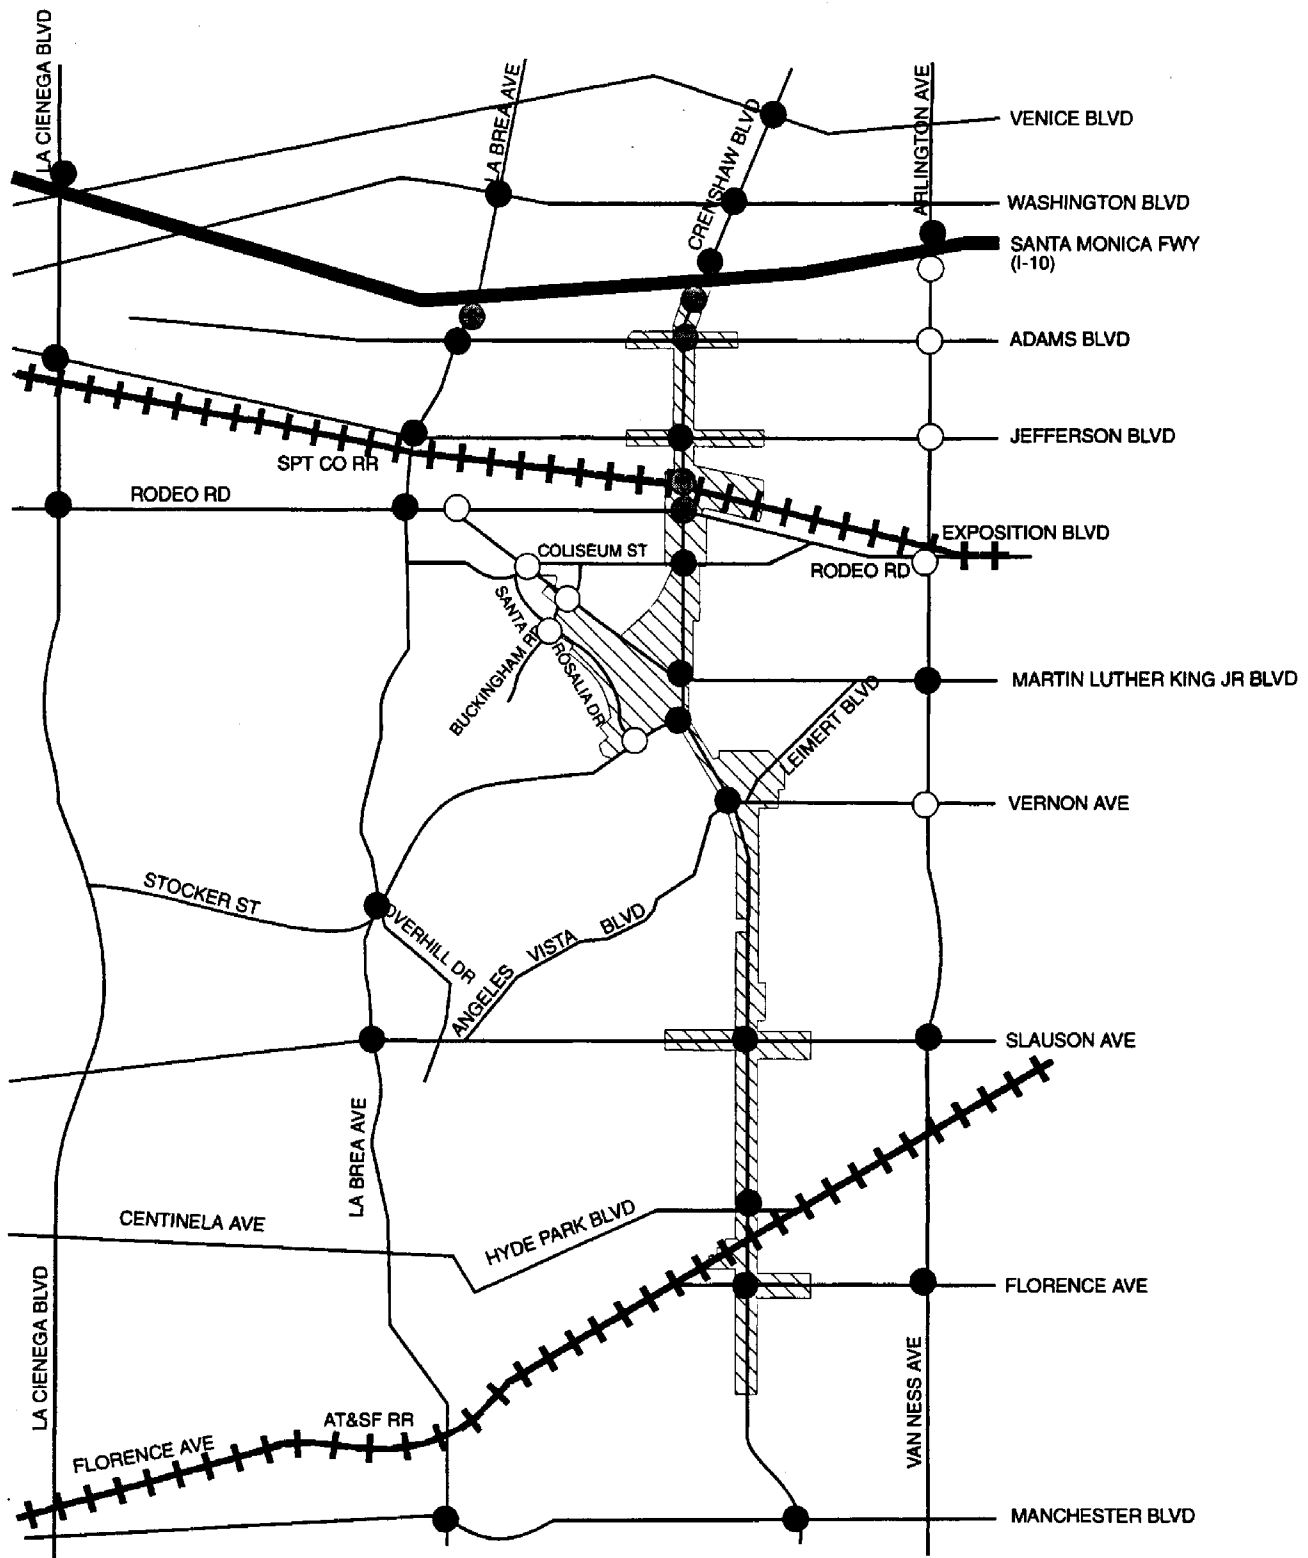 LA CIENEGA BLVD
LA BREA AVE
CRENSHAW BLVD
ARLINGTON AVE
VENICE BLVD
WASHINGTON BLVD
SANTA MONICA FWY
(I-10)
ADAMS BLVD
JEFFERSON BLVD
SPT CO RR
RODEO RD
EXPOSITION BLVD
COLISEUM ST
RODEO RD
SANTA
ROSALIA DR
BUCKINGHAM RD
MARTIN LUTHER KING JR BLVD
LEIMERT BLVD
VERNON AVE
STOCKER ST
OVERHILL DR
ANGELES VISTA BLVD
SLAUSON AVE
LA BREA AVE
CENTINELA AVE
HYDE PARK BLVD
FLORENCE AVE
LA CIENEGA BLVD
VAN NESS AVE
AT&SF RR
FLORENCE AVE
MANCHESTER BLVD